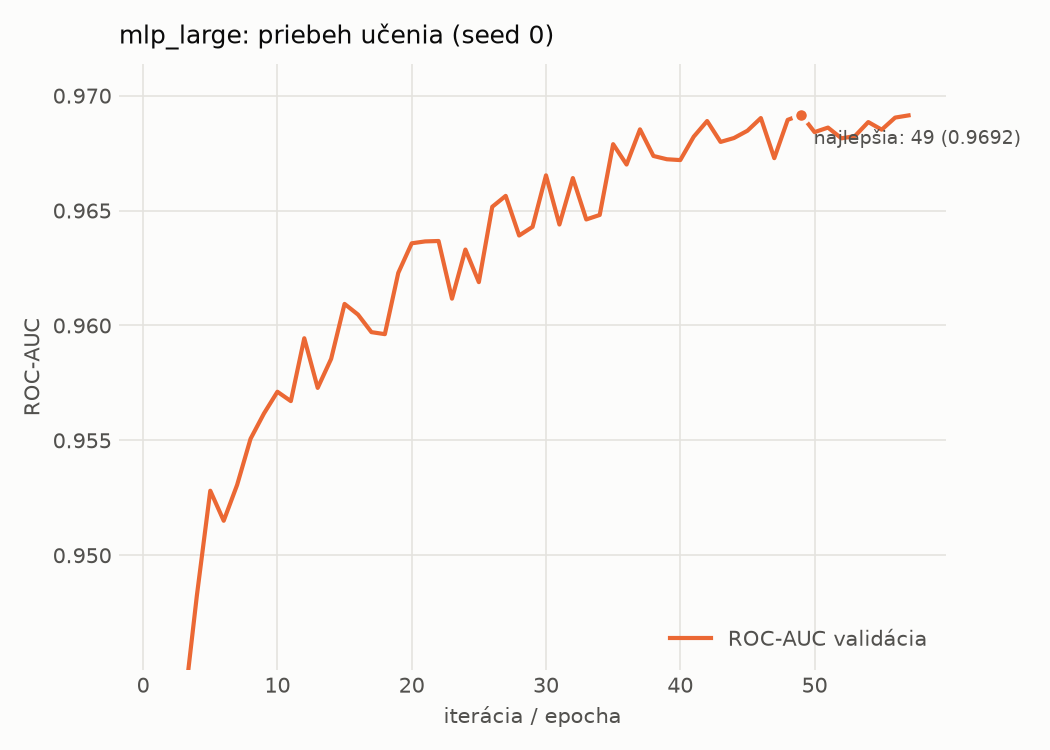 mlp_large: priebeh učenia (seed 0)
0.970
najlepšia: 49 (0.9692)
0.965
0.960
ROC-AUC
0.955
0.950
ROC-AUC validácia
0 10 20 30 40 50
iterácia / epocha